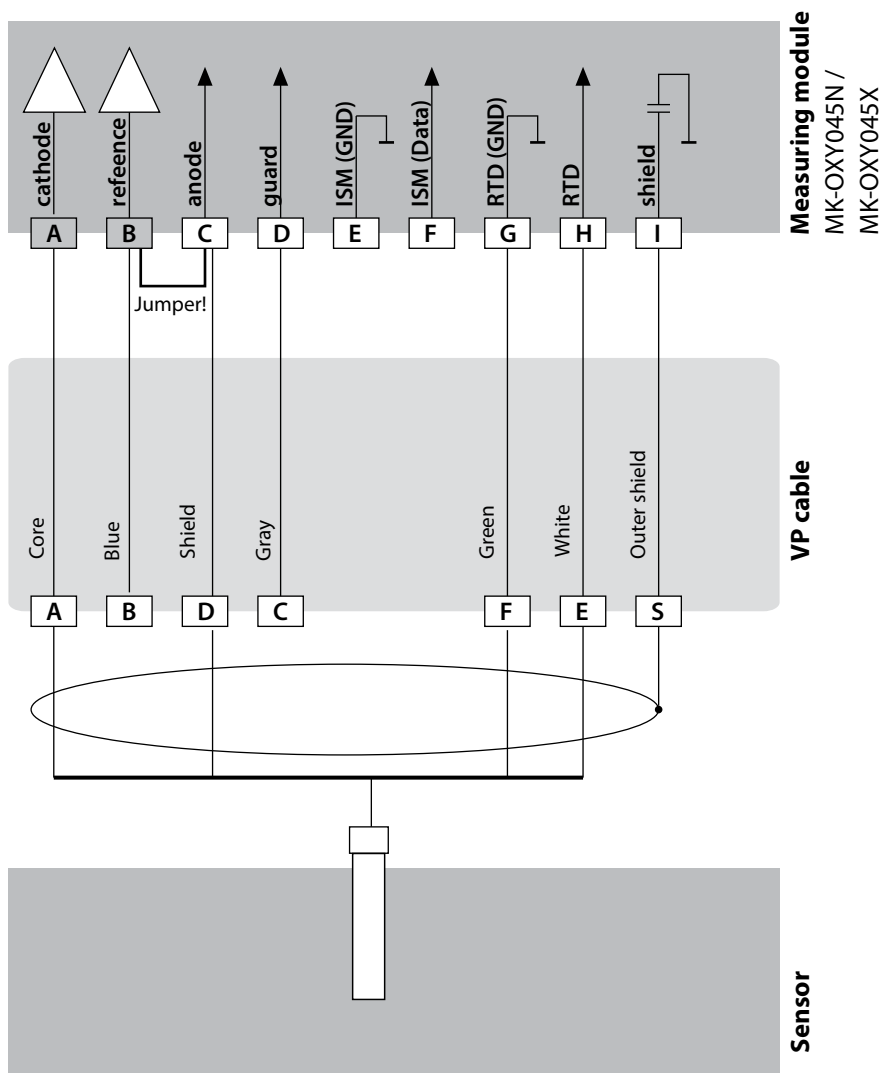 cathode
refeence
anode
guard
ISM (GND)
ISM (Data)
RTD (GND)
RTD
shield
A
B
C
D
E
F
G
H
I
Jumper!
Measuring module
MK-OXY045N /
MK-OXY045X
Core
Blue
Shield
Gray
Green
White
Outer shield
VP cable
A
B
D
C
F
E
S
Sensor